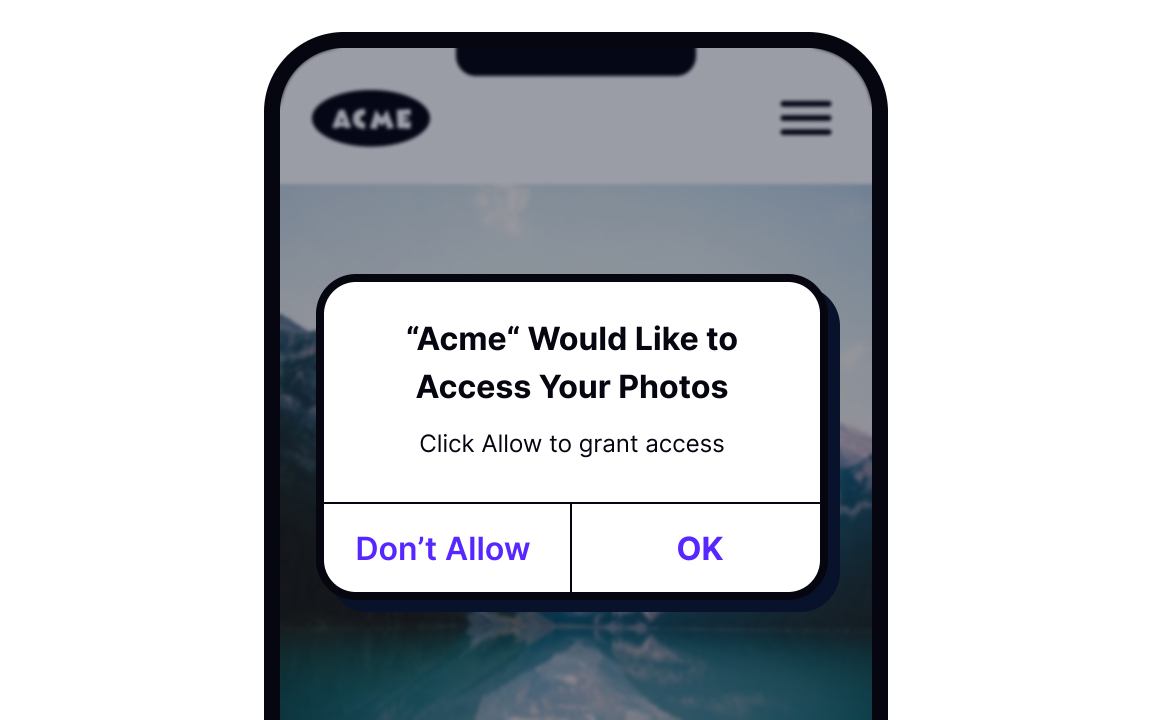 ACME
“Acme“ Would Like to
Access Your Photos
Click Allow to grant access
Don’t Allow
OK